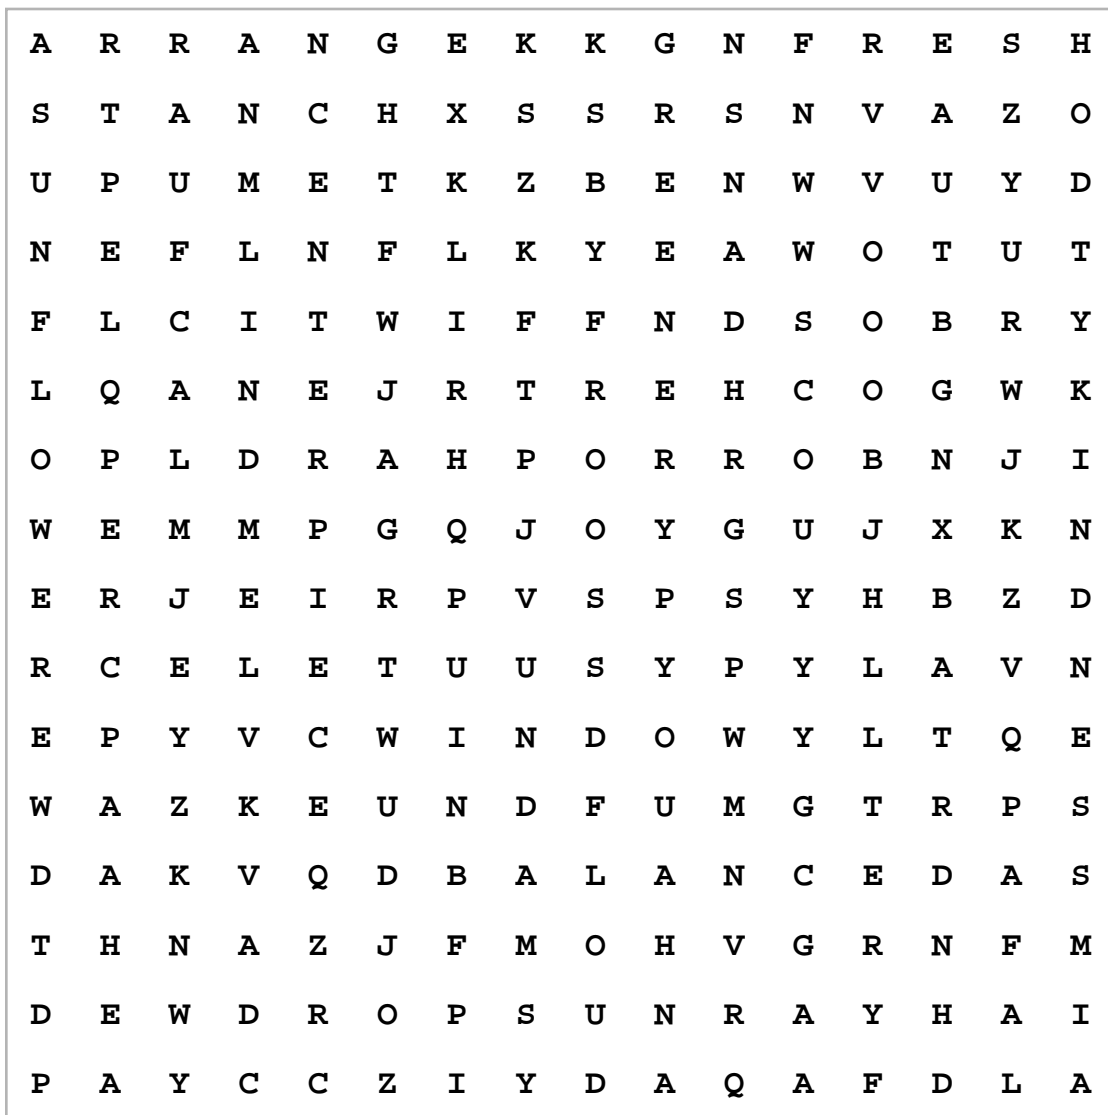 A R R A N G E K K G N F R E S H
S T A N C H X S S R S N V A Z O
U P U M E T K Z B E N W V U Y D
N E F L N F L K Y E A W O T U T
F L C I T W I F F N D S O B R Y
L Q A N E J R T R E H C O G W K
O P L D R A H P O R R O B N J I
W E M M P G Q J O Y G U J X K N
E R J E I R P V S P S Y H B Z D
R C E L E T U U S Y P Y L A V N
E P Y V C W I N D O W Y L T Q E
W A Z K E U N D F U M G T R P S
D A K V Q D B A L A N C E D A S
T H N A Z J F M O H V G R N F M
D E W D R O P S U N R A Y H A I
P A Y C C Z I Y D A Q A F D L A